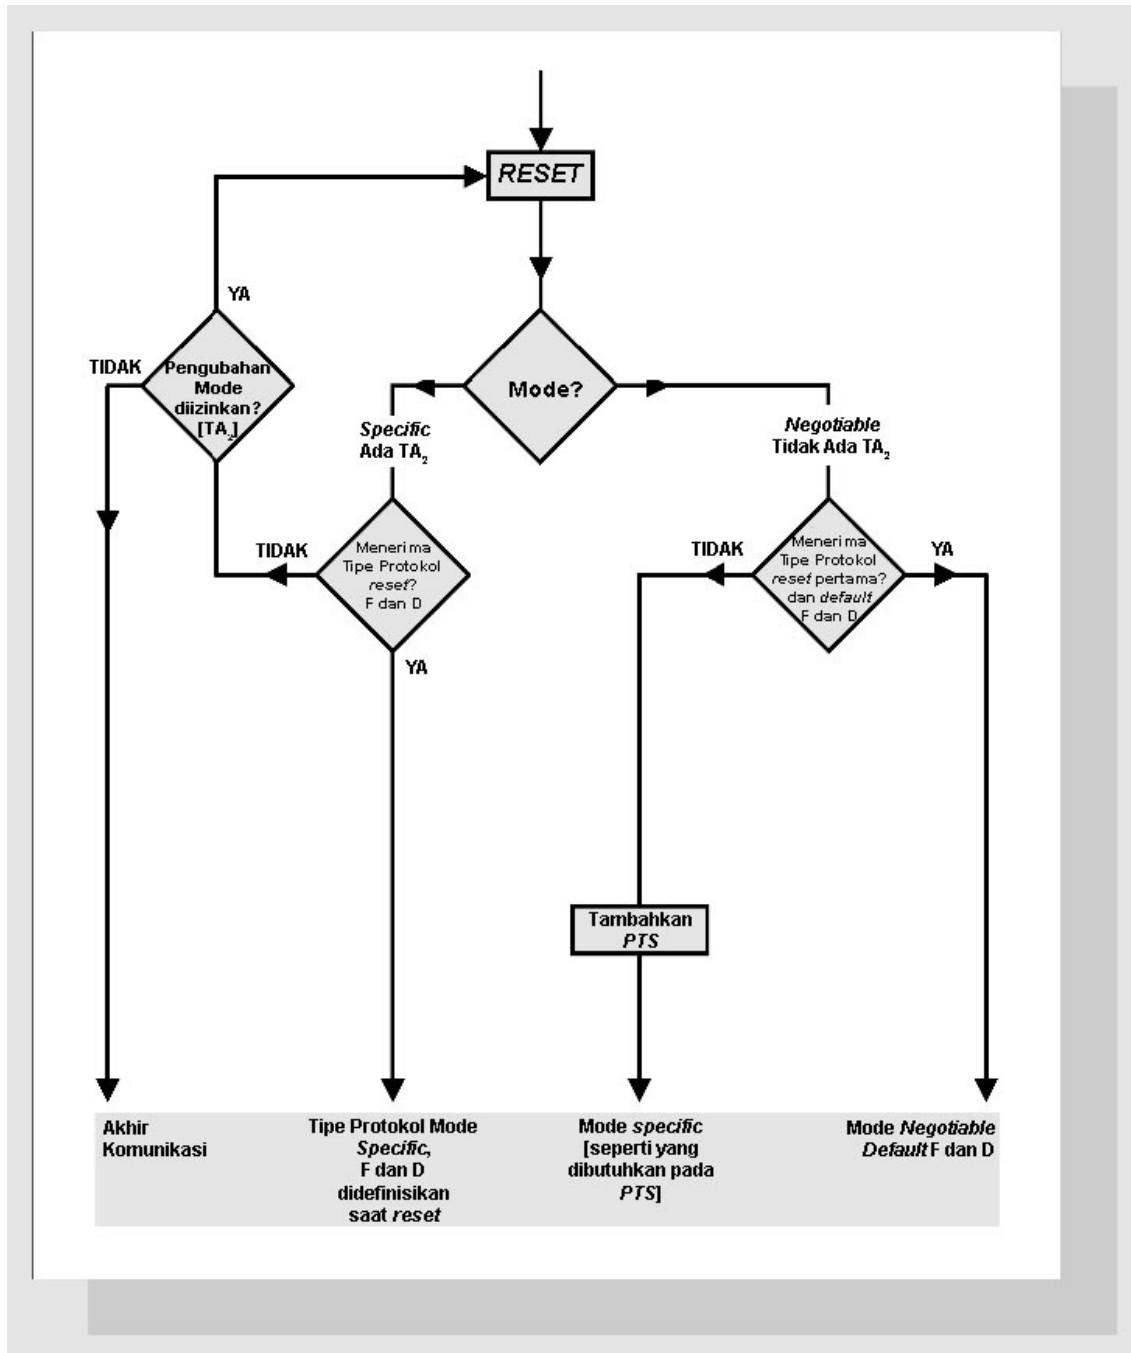 RESET
YA
TIDAK
Pengubahan
Mode
diizinkan?
[TA₂]
Mode?
Specific
Ada TA₂
Negotiable
Tidak Ada TA₂
TIDAK
Menerima
Tipe Protokol
reset?
F dan D
YA
TIDAK
Menerima
Tipe Protokol
reset pertama?
dan default
F dan D
YA
Tambahkan
PTS
Akhir
Komunikasi
Tipe Protokol Mode
Specific,
F dan D
didefinisikan
saat reset
Mode specific
[seperti yang
dibutuhkan pada
PTS]
Mode Negotiable
Default F dan D